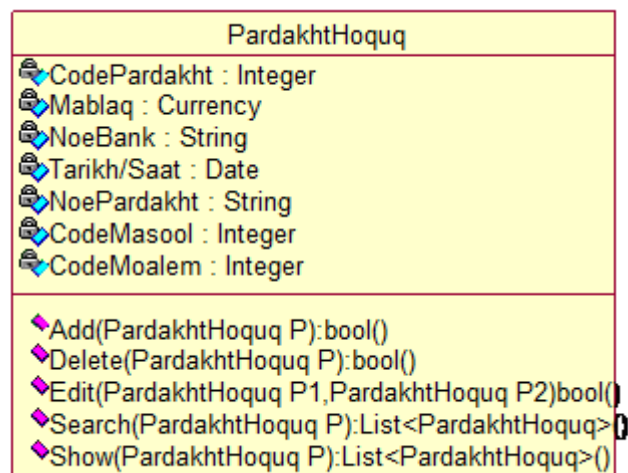 PardakhtHoquq
CodePardakht : Integer
Mablaq : Currency
NoeBank : String
Tarikh/Saat : Date
NoePardakht : String
CodeMasool : Integer
CodeMoalem : Integer
Add(PardakhtHoquq P):bool()
Delete(PardakhtHoquq P):bool()
Edit(PardakhtHoquq P1,PardakhtHoquq P2)bool()
Search(PardakhtHoquq P):List<PardakhtHoquq>()
Show(PardakhtHoquq P):List<PardakhtHoquq>()